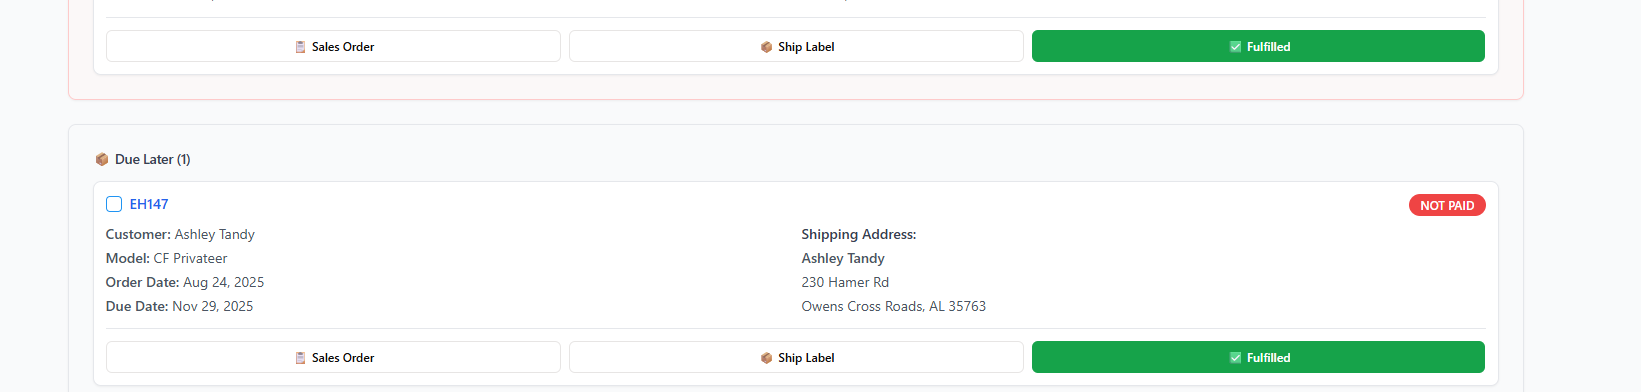 Sales Order
Ship Label
Fulfilled
Due Later (1)
EH147
NOT PAID
Customer: Ashley Tandy
Model: CF Privateer
Order Date: Aug 24, 2025
Due Date: Nov 29, 2025
Shipping Address:
Ashley Tandy
230 Hamer Rd
Owens Cross Roads, AL 35763
Sales Order
Ship Label
Fulfilled